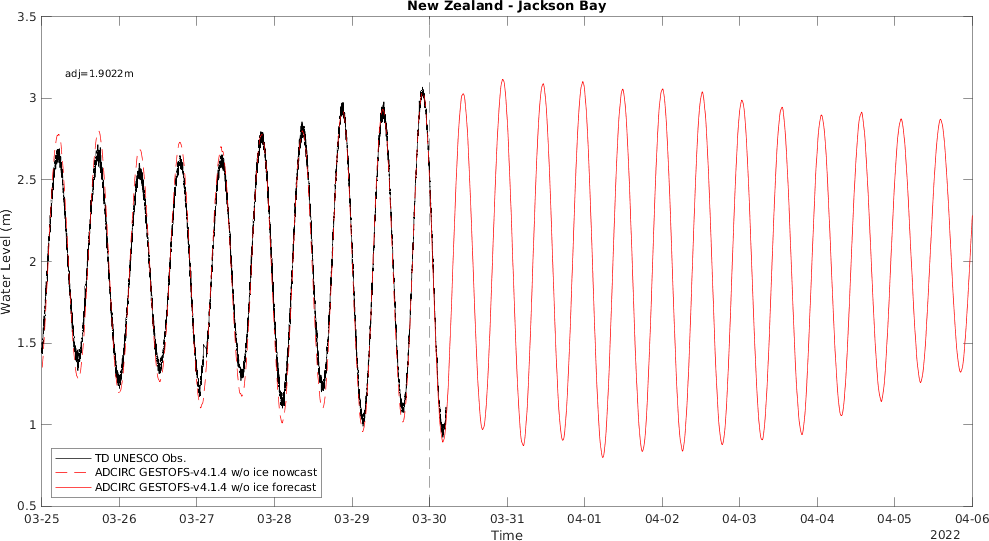 New Zealand - Jackson Bay
3.5
adj=1.9022m
3
2.5
Water Level (m)
2
1.5
1
TD UNESCO Obs.
ADCIRC GESTOFS-v4.1.4 w/o ice nowcast
ADCIRC GESTOFS-v4.1.4 w/o ice forecast
0.5
03-25 03-26 03-27 03-28 03-29 03-30 03-31 04-01 04-02 04-03 04-04 04-05 04-06
Time
2022